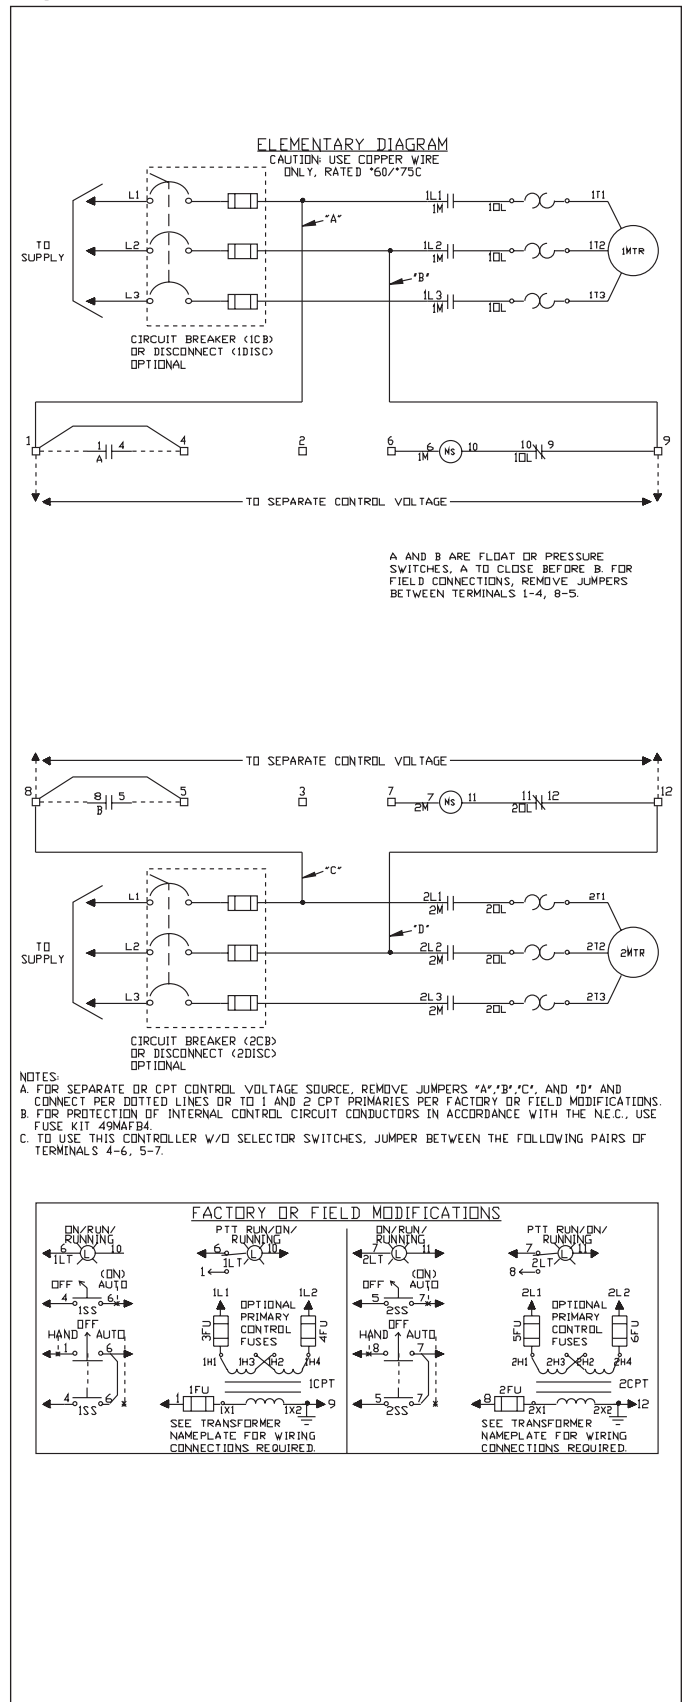 ELEMENTARY DIAGRAM
CAUTION: USE COPPER WIRE
ONLY, RATED °60/°75C
L1
1L1
1M
1OL
1T1
"A"
TO
SUPPLY
L2
1L2
1M
1OL
1T2
1MTR
"B"
L3
1L3
1M
1OL
1T3
CIRCUIT BREAKER (1CB)
OR DISCONNECT (1DISC)
OPTIONAL
1
1 4
A
4
2
6
6
1M
NS
10
10 9
1OL
9
TO SEPARATE CONTROL VOLTAGE
A AND B ARE FLOAT OR PRESSURE
SWITCHES, A TO CLOSE BEFORE B. FOR
FIELD CONNECTIONS, REMOVE JUMPERS
BETWEEN TERMINALS 1-4, 8-5.
TO SEPARATE CONTROL VOLTAGE
8
8 5
B
5
3
7
7
2M
NS
11
11 12
2OL
12
"C"
L1
2L1
2M
2OL
2T1
"D"
TO
SUPPLY
L2
2L2
2M
2OL
2T2
2MTR
L3
2L3
2M
2OL
2T3
CIRCUIT BREAKER (2CB)
OR DISCONNECT (2DISC)
OPTIONAL
NOTES:
A. FOR SEPARATE OR CPT CONTROL VOLTAGE SOURCE, REMOVE JUMPERS "A","B","C", AND "D" AND
CONNECT PER DOTTED LINES OR TO 1 AND 2 CPT PRIMARIES PER FACTORY OR FIELD MODIFICATIONS.
B. FOR PROTECTION OF INTERNAL CONTROL CIRCUIT CONDUCTORS IN ACCORDANCE WITH THE N.E.C., USE
FUSE KIT 49MAFB4.
C. TO USE THIS CONTROLLER W/O SELECTOR SWITCHES, JUMPER BETWEEN THE FOLLOWING PAIRS OF
TERMINALS 4-6, 5-7.
FACTORY OR FIELD MODIFICATIONS
ON/RUN/
RUNNING
6
L
10
1LT
OFF
(ON)
AUTO
4
6
1SS
OFF
HAND
AUTO
1
6
4
6
1SS
PTT RUN/ON/
RUNNING
6
L
10
1LT
1
1L1
1L2
3FU
OPTIONAL
PRIMARY
CONTROL
FUSES
4FU
1H1
1H3
1H2
1H4
1CPT
1
1FU
1X1
1X2
9
SEE TRANSFORMER
NAMEPLATE FOR WIRING
CONNECTIONS REQUIRED.
ON/RUN/
RUNNING
7
L
11
2LT
OFF
(ON)
AUTO
5
7
2SS
OFF
HAND
AUTO
8
7
5
7
2SS
PTT RUN/ON/
RUNNING
7
L
11
2LT
8
2L1
2L2
5FU
OPTIONAL
PRIMARY
CONTROL
FUSES
6FU
2H1
2H3
2H2
2H4
2CPT
8
2FU
2X1
2X2
12
SEE TRANSFORMER
NAMEPLATE FOR WIRING
CONNECTIONS REQUIRED.